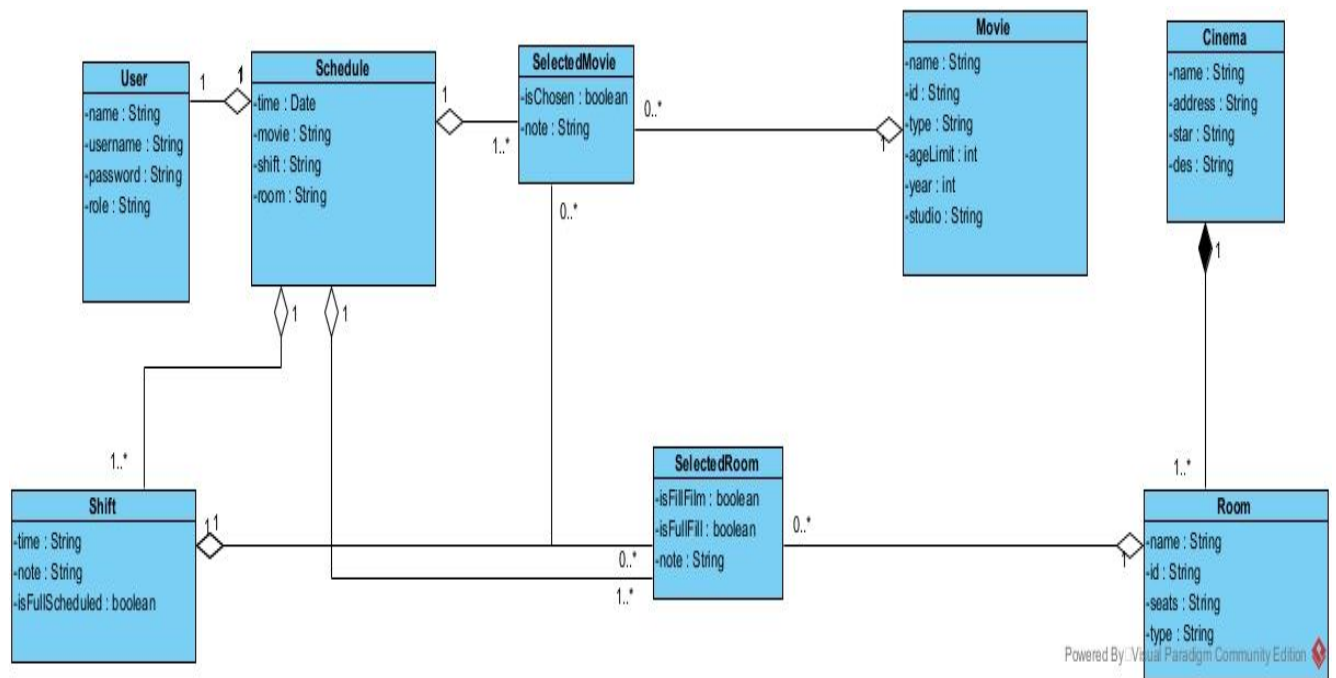 User
-name : String
-username : String
-password : String
-role : String
1
1
Schedule
-time : Date
-movie : String
-shift : String
-room : String
1
1..*
SelectedMovie
-isChosen : boolean
-note : String
0..*
1
Movie
-name : String
-id : String
-type : String
-ageLimit : int
-year : int
-studio : String
Cinema
-name : String
-address : String
-star : String
-des : String
1
1..*
0..*
1
1
1..*
Shift
-time : String
-note : String
-isFullScheduled : boolean
1
1
0..*
1..*
SelectedRoom
-isFillFilm : boolean
-isFullFill : boolean
-note : String
0..*
1
Room
-name : String
-id : String
-seats : String
-type : String
Powered By Visual Paradigm Community Edition